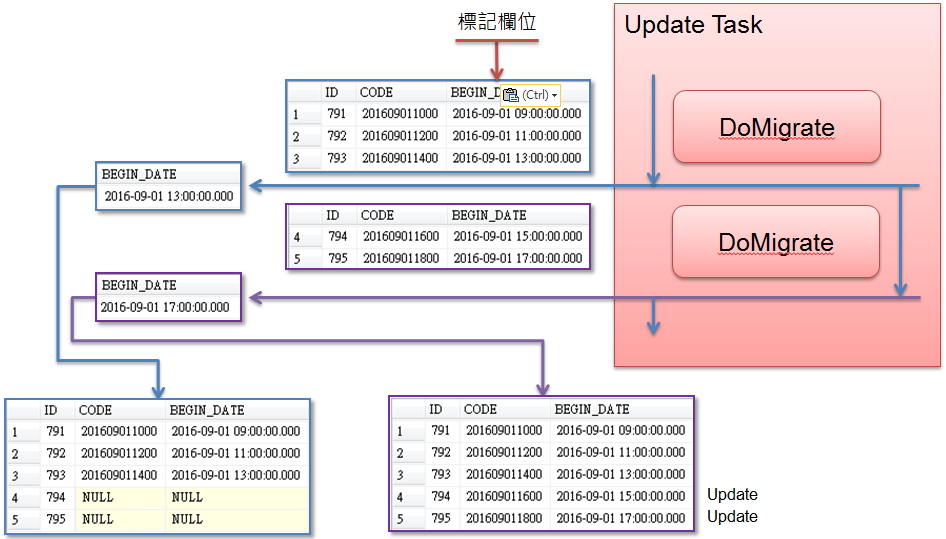 標記欄位
Update Task
ID CODE BEGIN_D
(Ctrl)
1 791 201609011000 2016-09-01 09:00:00.000
2 792 201609011200 2016-09-01 11:00:00.000
3 793 201609011400 2016-09-01 13:00:00.000
DoMigrate
BEGIN_DATE
2016-09-01 13:00:00.000
ID CODE BEGIN_DATE
4 794 201609011600 2016-09-01 15:00:00.000
5 795 201609011800 2016-09-01 17:00:00.000
DoMigrate
BEGIN_DATE
2016-09-01 17:00:00.000
ID CODE BEGIN_DATE
1 791 201609011000 2016-09-01 09:00:00.000
2 792 201609011200 2016-09-01 11:00:00.000
3 793 201609011400 2016-09-01 13:00:00.000
4 794 NULL NULL
5 795 NULL NULL
ID CODE BEGIN_DATE
1 791 201609011000 2016-09-01 09:00:00.000
2 792 201609011200 2016-09-01 11:00:00.000
3 793 201609011400 2016-09-01 13:00:00.000
4 794 201609011600 2016-09-01 15:00:00.000
5 795 201609011800 2016-09-01 17:00:00.000
Update
Update